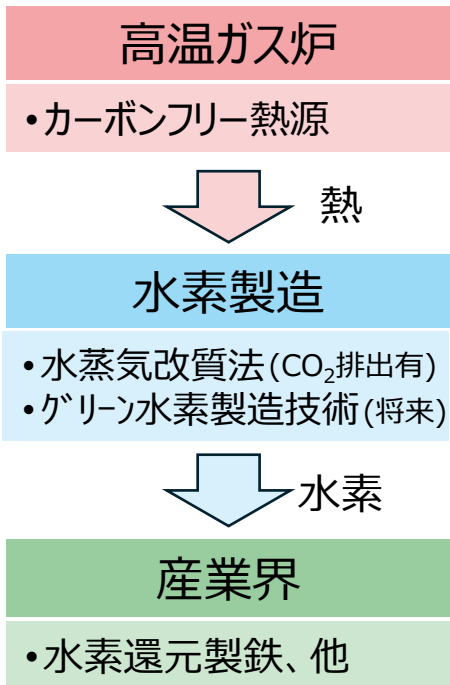 高温ガス炉
•カーボンフリー熱源
熱
水素製造
•水蒸気改質法(CO₂排出有)
•グリーン水素製造技術(将来)
水素
産業界
•水素還元製鉄、他